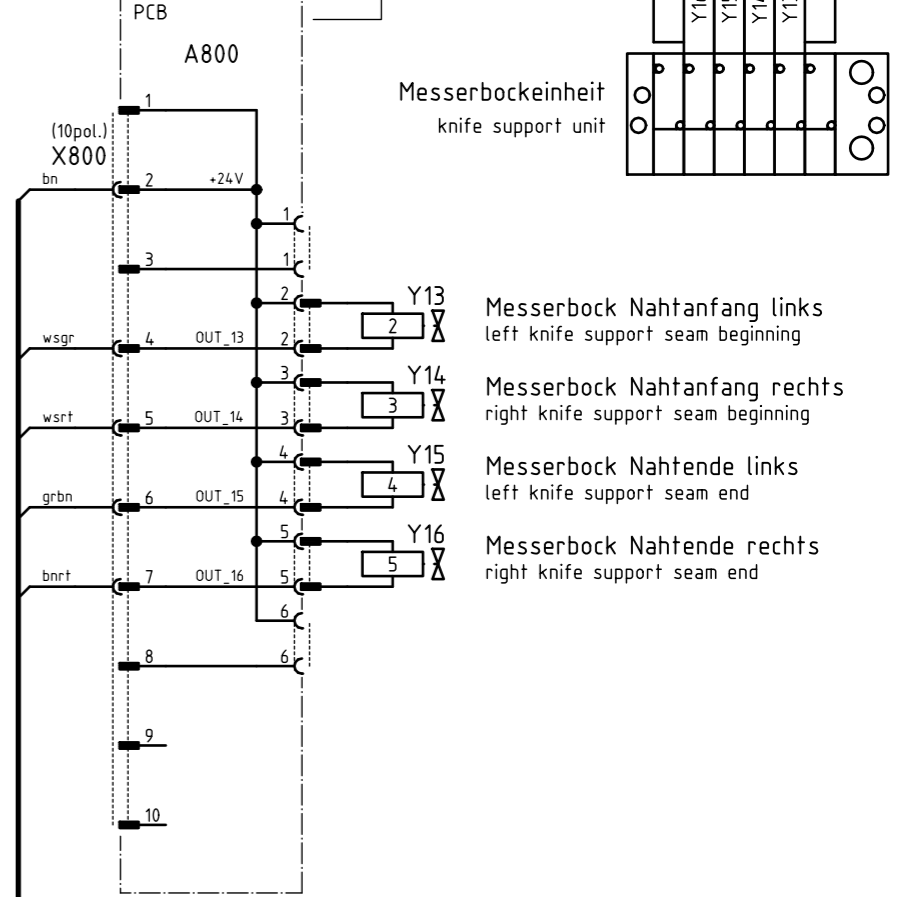 PCB
A800
Y16
Y15
Y14
Messerbockeinheit
knife support unit
(10pol.)
X800
1
bn
2
+24V
1
3
1
2
Y13
2
Messerbock Nahtanfang links
left knife support seam beginning
wsgr
4
OUT_13
2
3
Y14
3
Messerbock Nahtanfang rechts
right knife support seam beginning
wsrt
5
OUT_14
3
4
Y15
4
Messerbock Nahtende links
left knife support seam end
grbn
6
OUT_15
4
5
Y16
5
Messerbock Nahtende rechts
right knife support seam end
bnrt
7
OUT_16
5
6
8
6
9
10